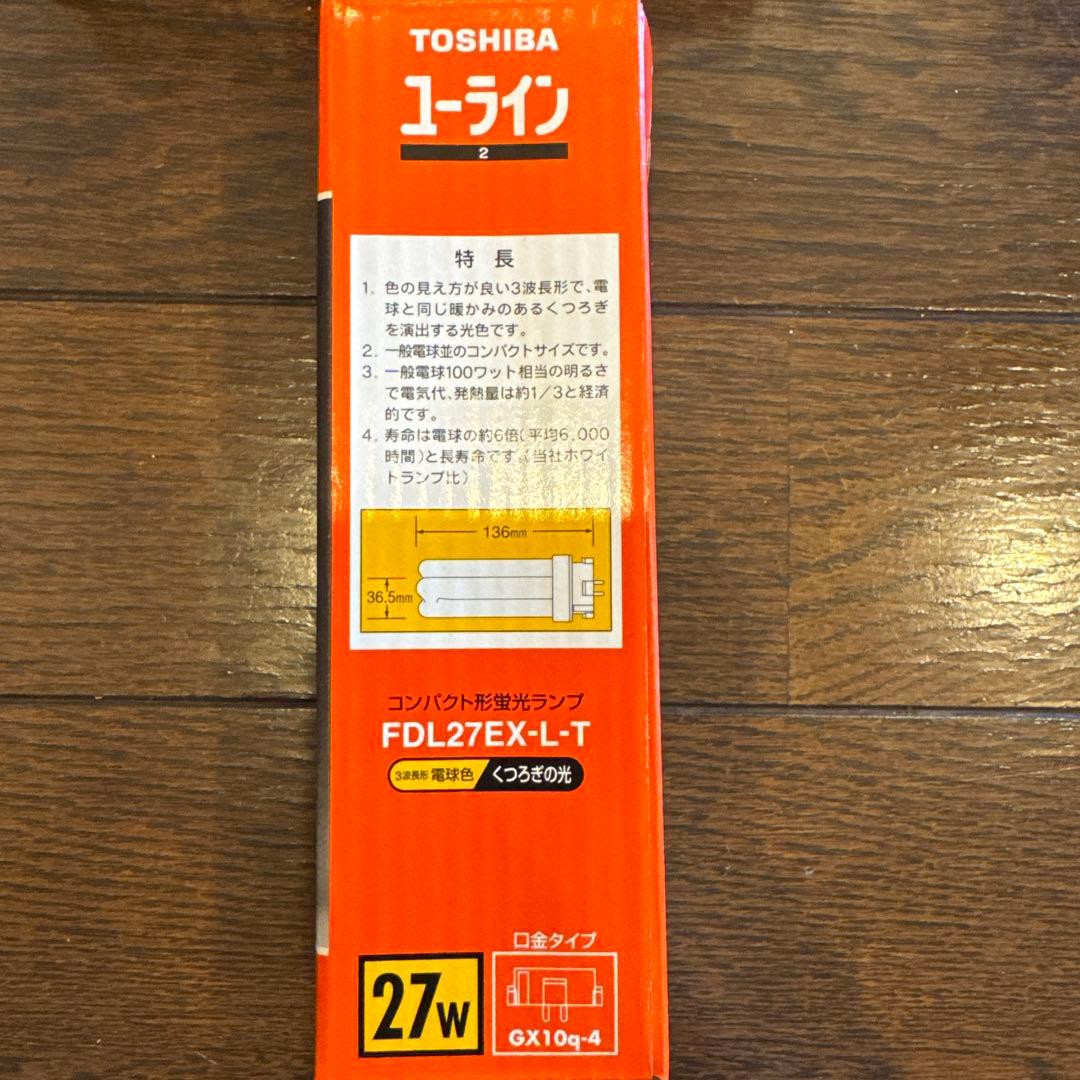 TOSHIBA
ユーライン
2
特 長
1. 色の見え方が良い3波長形で、電
球と同じ暖かみのあるくつろぎ
を演出する光色です。
2. 一般電球並のコンパクトサイズです。
3. 一般電球100ワット相当の明るさ
で電気代、発熱量は約1/3と経済
的です。
4. 寿命は電球の約6倍(平均6,000
時間)と長寿命です。(当社ホワイ
トランプ比)
136mm
36.5mm
コンパクト形蛍光ランプ
FDL27EX-L-T
3波長形 電球色 くつろぎの光
口金タイプ
27W
GX10q-4